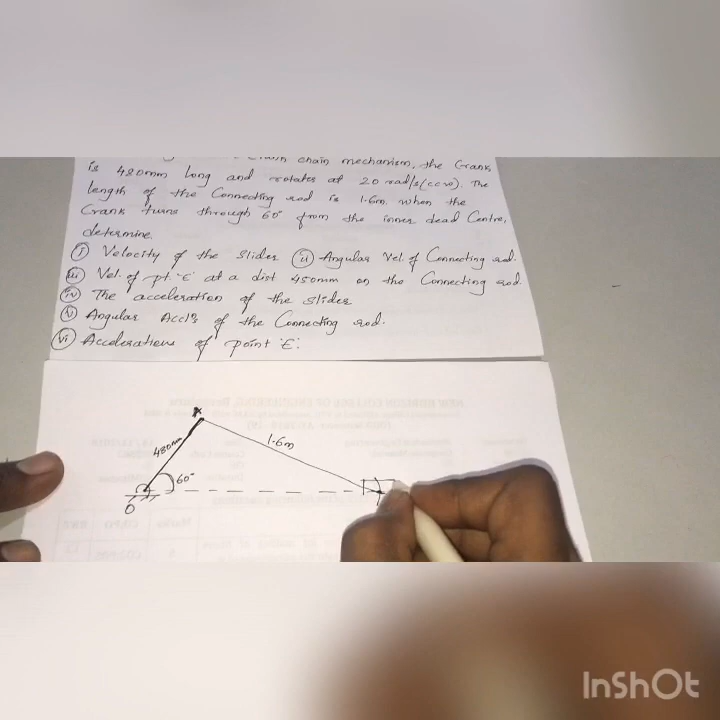 chain mechanism, the Crank
is 480mm long and rotates at 20 rad/s (ccw). The
length of the Connecting rod is 1.6m. when the
Crank turns through 60° from the inner dead Centre,
determine.
(i) Velocity of the slider (ii) Angular Vel. of Connecting rod.
(iii) Vel. of pt. 'E' at a dist 450mm on the Connecting rod.
(iv) The acceleration of the slider
(v) Angular Accln of the Connecting rod.
(vi) Accelerations of point 'E'.
A
480mm
1.6m
60°
O
InShOt